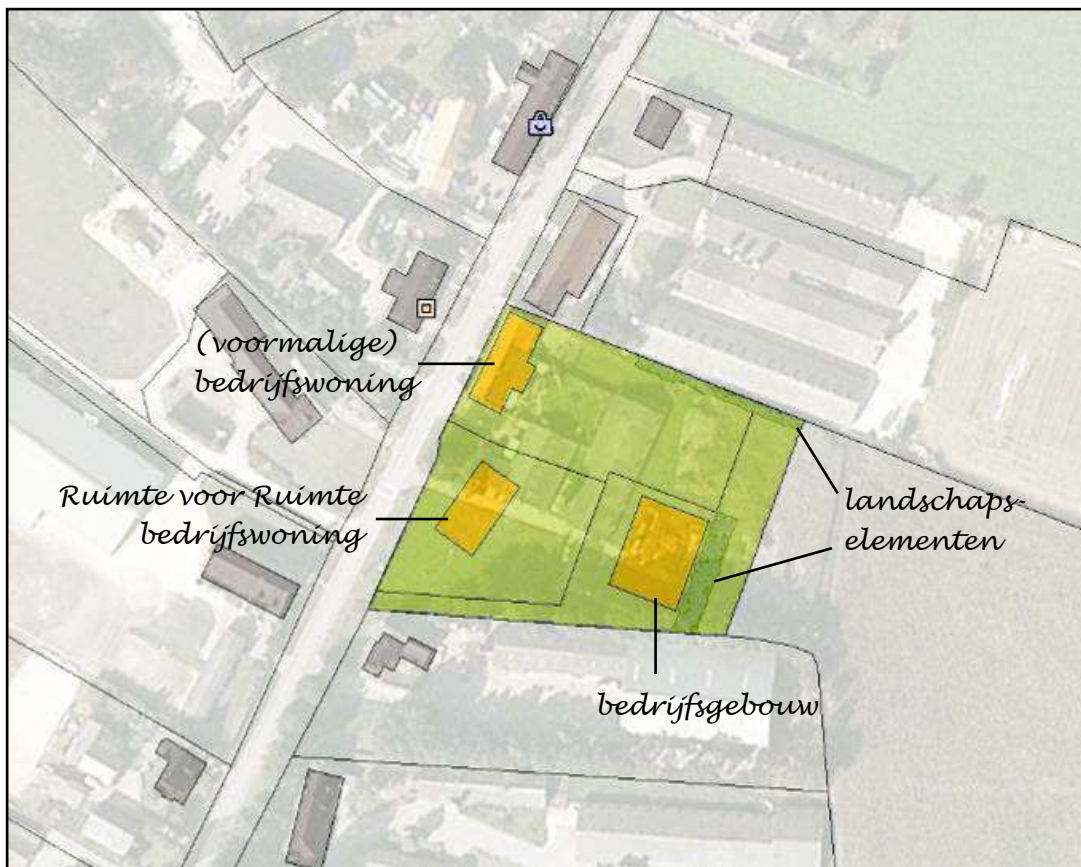 (voormalige)
bedrijfswoning
Ruimte voor Ruimte
bedrijfswoning
landschaps-
elementen
bedrijfsgebouw